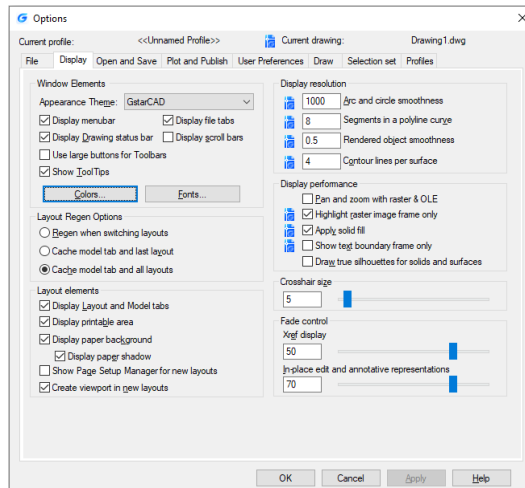 Options
Current profile: <<Unnamed Profile>> Current drawing: Drawing1.dwg
File Display Open and Save Plot and Publish User Preferences Draw Selection set Profiles
Window Elements
Appearance Theme: GstarCAD
Display menubar Display file tabs
Display Drawing status bar Display scroll bars
Use large buttons for Toolbars
Show ToolTips
Colors... Fonts...
Layout Regen Options
Regen when switching layouts
Cache model tab and last layout
Cache model tab and all layouts
Layout elements
Display Layout and Model tabs
Display printable area
Display paper background
Display paper shadow
Show Page Setup Manager for new layouts
Create viewport in new layouts
Display resolution
1000 Arc and circle smoothness
8 Segments in a polyline curve
0.5 Rendered object smoothness
4 Contour lines per surface
Display performance
Pan and zoom with raster & OLE
Highlight raster image frame only
Apply solid fill
Show text boundary frame only
Draw true silhouettes for solids and surfaces
Crosshair size
5
Fade control
Xref display
50
In-place edit and annotative representations
70
OK Cancel Apply Help